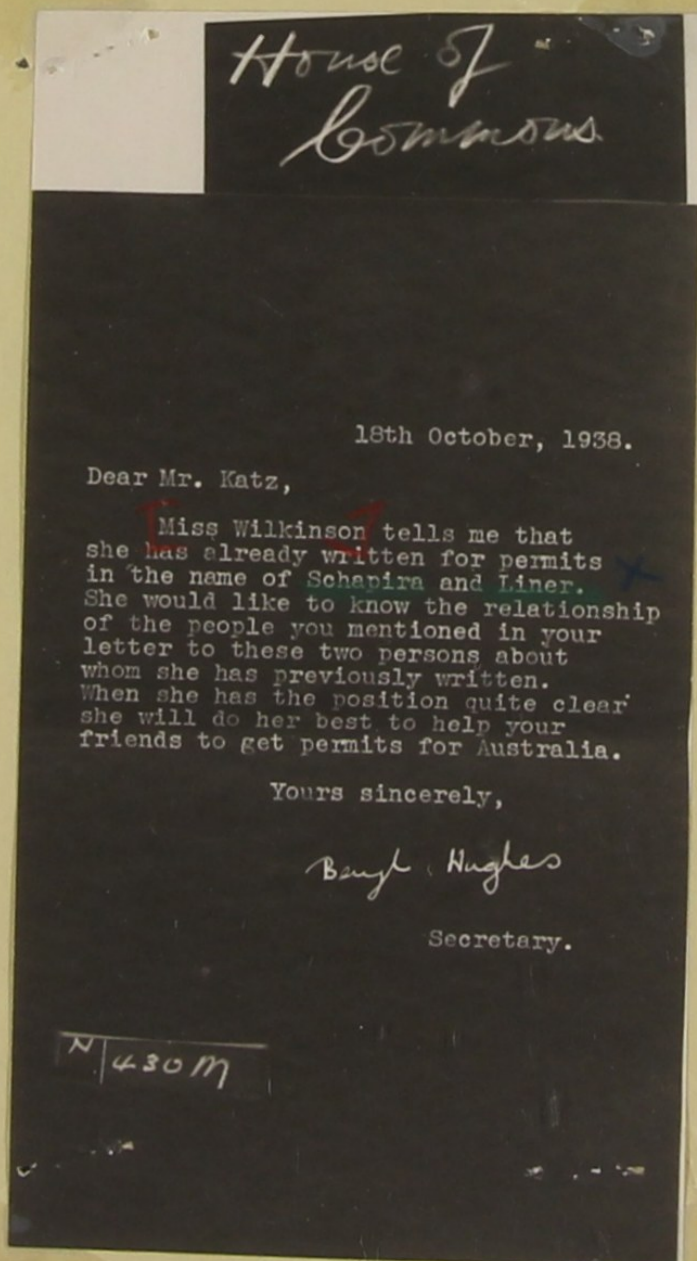 House of
Commons.
18th October, 1938.
Dear Mr. Katz,
Miss Wilkinson tells me that
she has already written for permits
in the name of Schapira and Liner.
She would like to know the relationship
of the people you mentioned in your
letter to these two persons about
whom she has previously written.
When she has the position quite clear
she will do her best to help your
friends to get permits for Australia.
Yours sincerely,
Beryl Hughes
Secretary.
N 430M